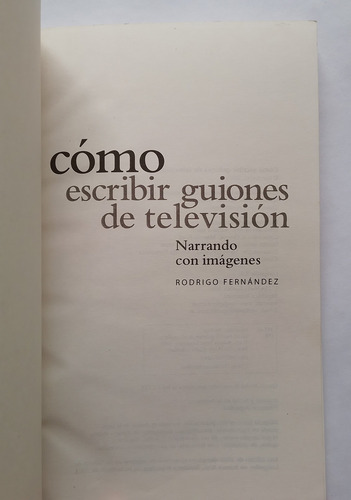 cómo
escribir guiones
de televisión
Narrando
con imágenes
RODRIGO FERNÁNDEZ